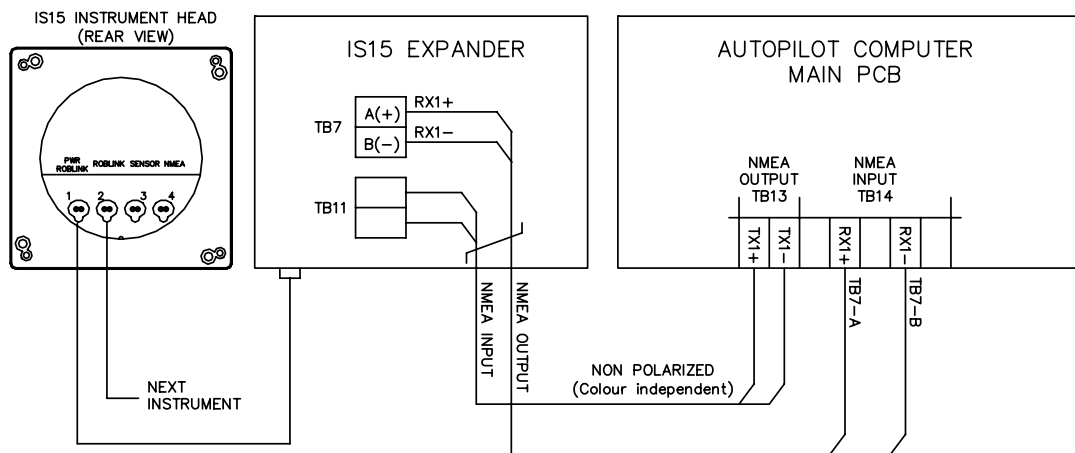 IS15 INSTRUMENT HEAD
(REAR VIEW)
PWR
ROBLINK
ROBLINK
SENSOR
NMEA
1
2
3
4
NEXT
INSTRUMENT
IS15 EXPANDER
TB7
A(+)
RX1+
B(-)
RX1-
TB11
NMEA INPUT
NMEA OUTPUT
NON POLARIZED
(Colour independent)
AUTOPILOT COMPUTER
MAIN PCB
NMEA
OUTPUT
TB13
NMEA
INPUT
TB14
TX1+
TX1-
RX1+
RX1-
TB7-A
TB7-B